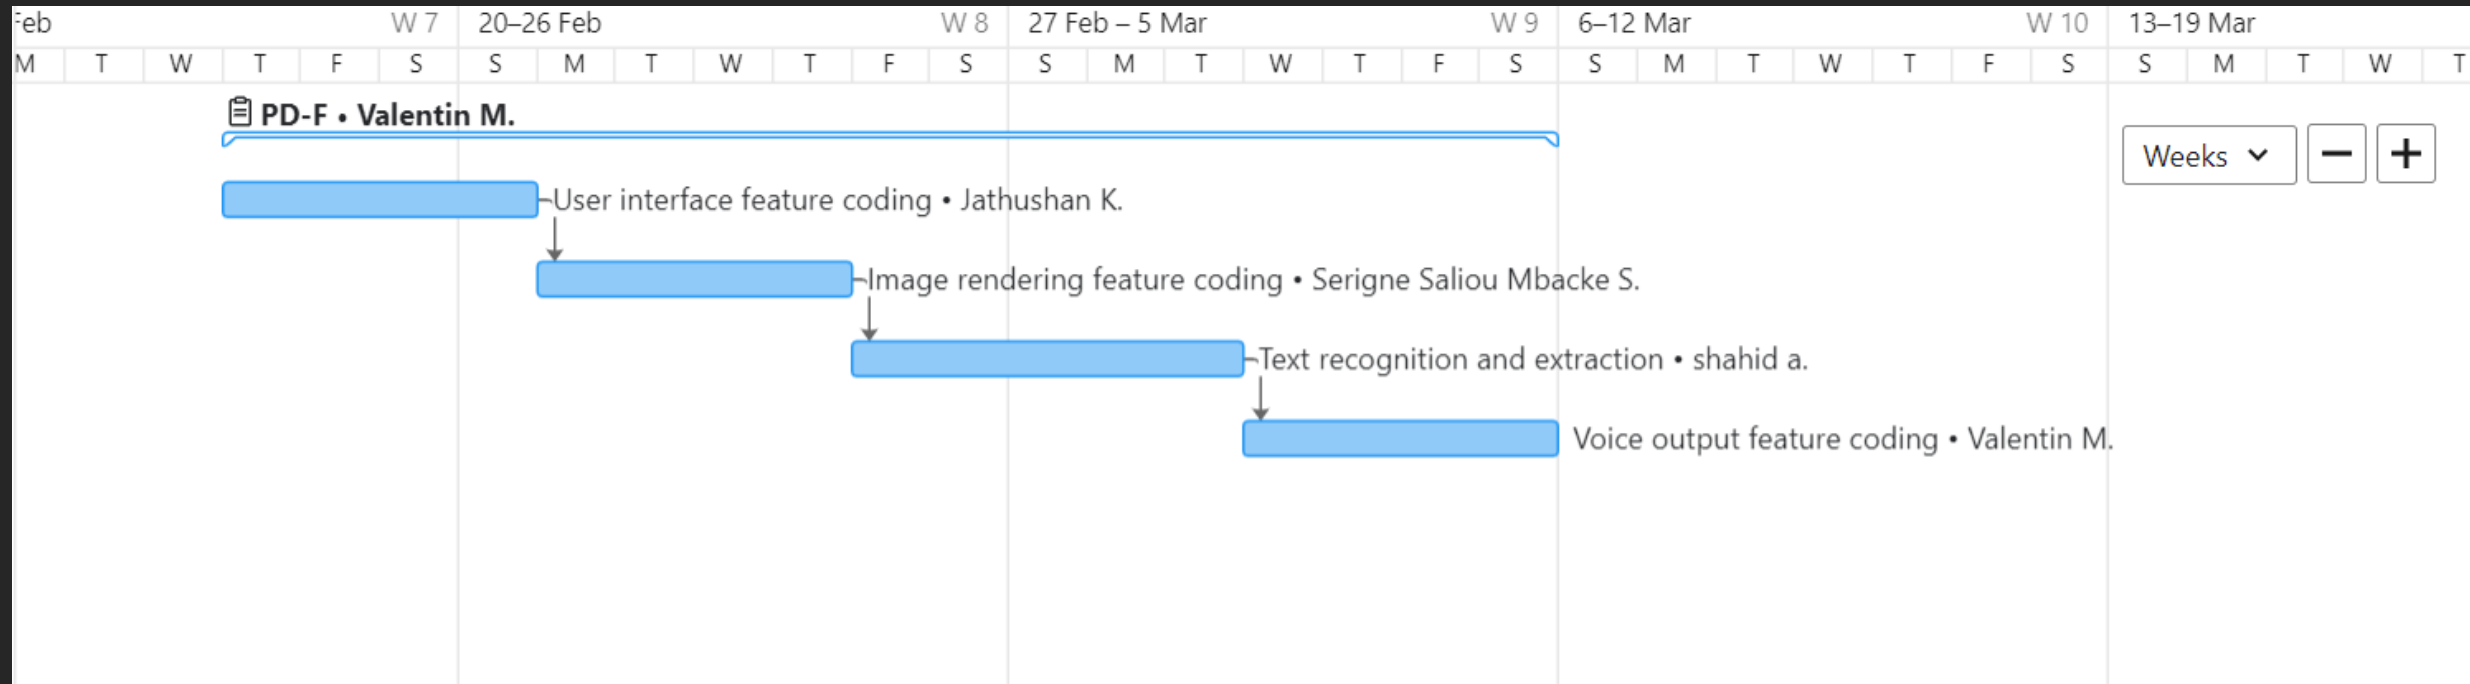 Feb W 7 20–26 Feb W 8 27 Feb – 5 Mar W 9 6–12 Mar W 10 13–19 Mar
M T W T F S S M T W T F S S M T W T F S S M T W T F S S M T W T
PD-F • Valentin M.
Weeks
User interface feature coding • Jathushan K.
Image rendering feature coding • Serigne Saliou Mbacke S.
Text recognition and extraction • shahid a.
Voice output feature coding • Valentin M.